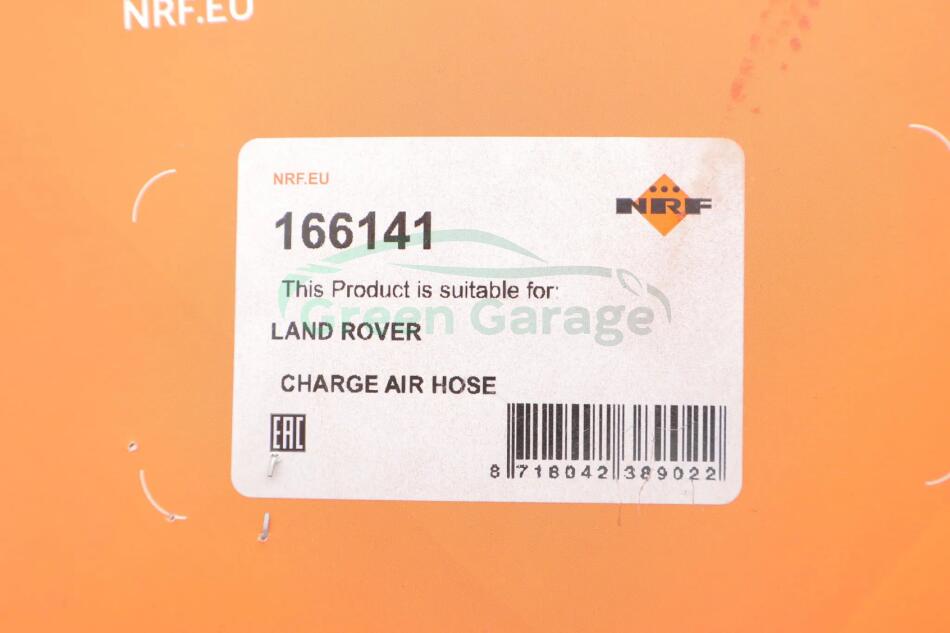 NRF.EU
NRF.EU
NRF
166141
This Product is suitable for:
Green Garage
LAND ROVER
CHARGE AIR HOSE
EAC
8 718042 389022